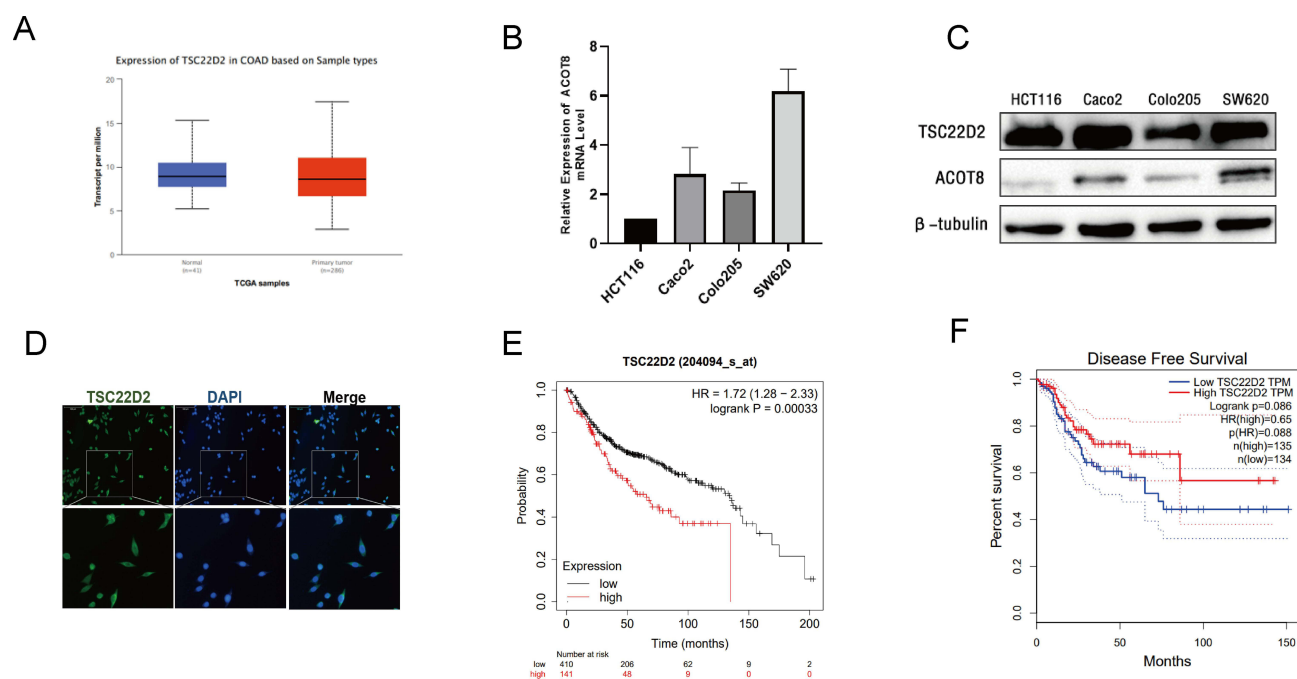 A
Expression of TSC22D2 in COAD based on Sample types
Transcript per million
20
15
10
5
0
Normal
(n=41)
Primary tumor
(n=286)
TCGA samples
B
Relative Expression of ACOT8
mRNA Level
8
6
4
2
0
HCT116
Caco2
Colo205
SW620
C
HCT116 Caco2 Colo205 SW620
TSC22D2
ACOT8
β-tubulin
D
TSC22D2 DAPI Merge
E
TSC22D2 (204094_s_at)
HR = 1.72 (1.28 − 2.33)
logrank P = 0.00033
Probability
1.0
0.8
0.6
0.4
0.2
0.0
Expression
low
high
0 50 100 150 200
Time (months)
Number at risk
low 410 206 62 9 2
high 141 48 9 0 0
F
Disease Free Survival
Low TSC22D2 TPM
High TSC22D2 TPM
Logrank p=0.086
HR(high)=0.65
p(HR)=0.088
n(high)=135
n(low)=134
Percent survival
1.0
0.8
0.6
0.4
0.2
0.0
0 50 100 150
Months